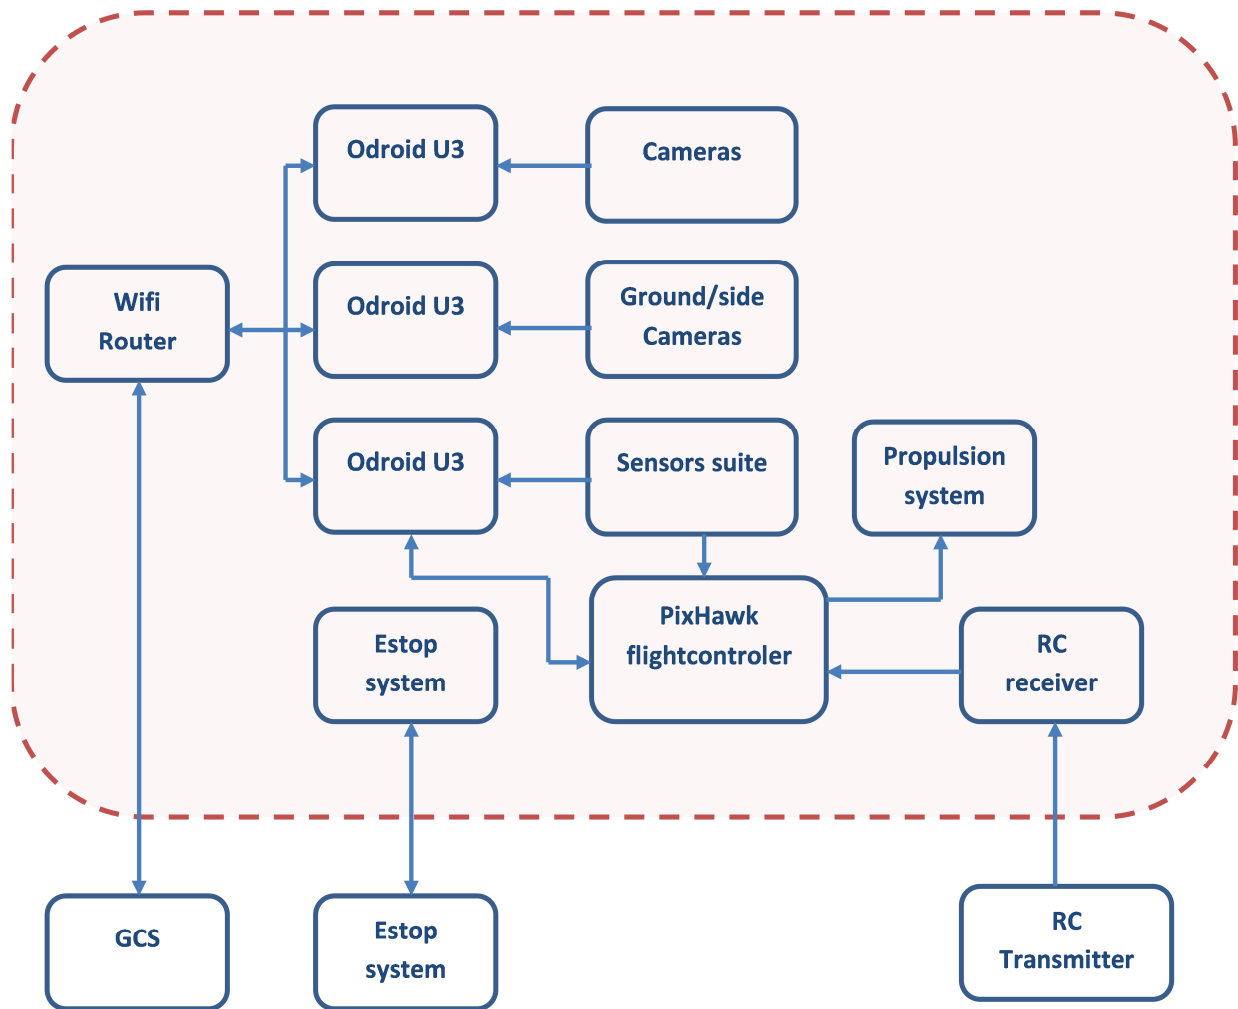 Odroid U3
Cameras
Wifi
Router
Odroid U3
Ground/side
Cameras
Odroid U3
Sensors suite
Propulsion
system
Estop
system
PixHawk
flightcontroler
RC
receiver
GCS
Estop
system
RC
Transmitter